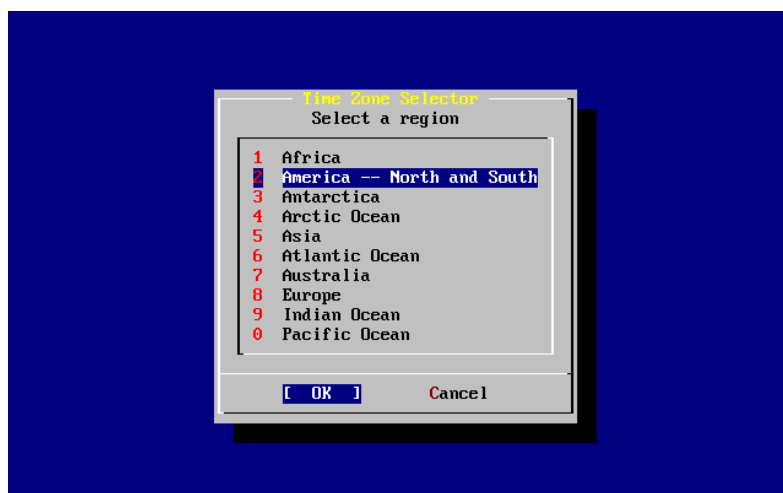 Time Zone Selector
Select a region
1 Africa
2 America -- North and South
3 Antarctica
4 Arctic Ocean
5 Asia
6 Atlantic Ocean
7 Australia
8 Europe
9 Indian Ocean
0 Pacific Ocean
[ OK ] Cancel